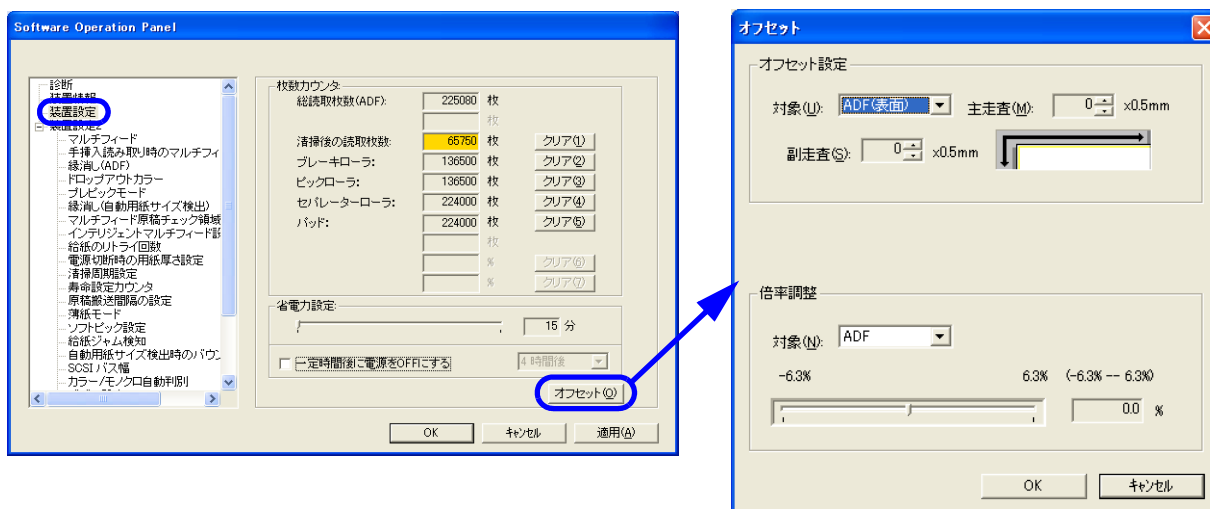 Software Operation Panel
診断
装置情報
装置設定
装置設定2
マルチフィード
手挿入読み取り時のマルチフィ
縁消し(ADF)
ドロップアウトカラー
プレピックモード
縁消し(自動用紙サイズ検出)
マルチフィード原稿チェック領域
インテリジェントマルチフィード設
給紙のリトライ回数
電源切断時の用紙厚さ設定
清掃周期設定
寿命設定カウンタ
原稿搬送間隔の設定
薄紙モード
ソフトピック設定
給紙ジャム検知
自動用紙サイズ検出時のバウン
SCSI バス幅
カラー/モノクロ自動判別
枚数カウンタ
総読取枚数(ADF): 225080 枚
枚
清掃後の読取枚数: 65750 枚 クリア(1)
ブレーキローラ: 136500 枚 クリア(2)
ピックローラ: 136500 枚 クリア(3)
セパレーターローラ: 224000 枚 クリア(4)
パッド: 224000 枚 クリア(5)
枚
% クリア(6)
% クリア(7)
省電力設定:
15 分
一定時間後に電源をOFFにする 4 時間後
オフセット(O)
OK キャンセル 適用(A)
オフセット
オフセット設定
対象(U): ADF(表面) 主走査(M): 0 x0.5mm
副走査(S): 0 x0.5mm
倍率調整
対象(N): ADF
-6.3% 6.3% (-6.3% -- 6.3%)
0.0 %
OK キャンセル